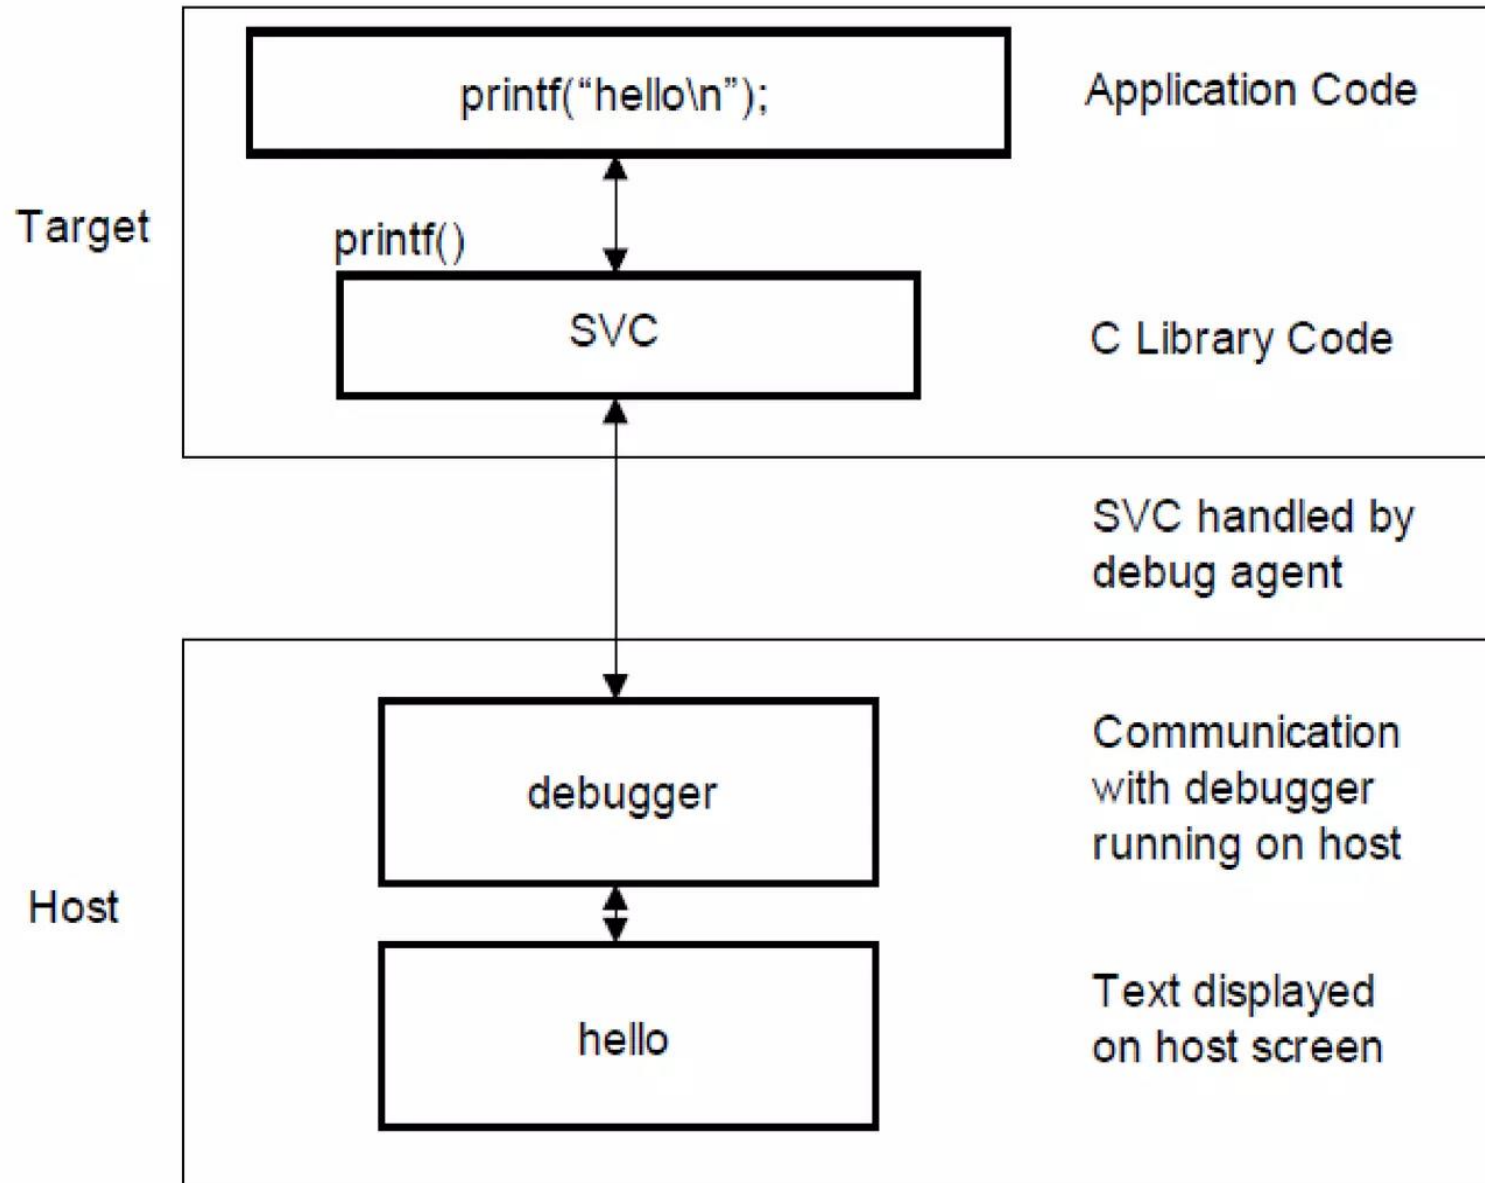 printf(“hello\n”);
Application Code
Target
printf()
SVC
C Library Code
SVC handled by
debug agent
debugger
Communication
with debugger
running on host
Host
hello
Text displayed
on host screen